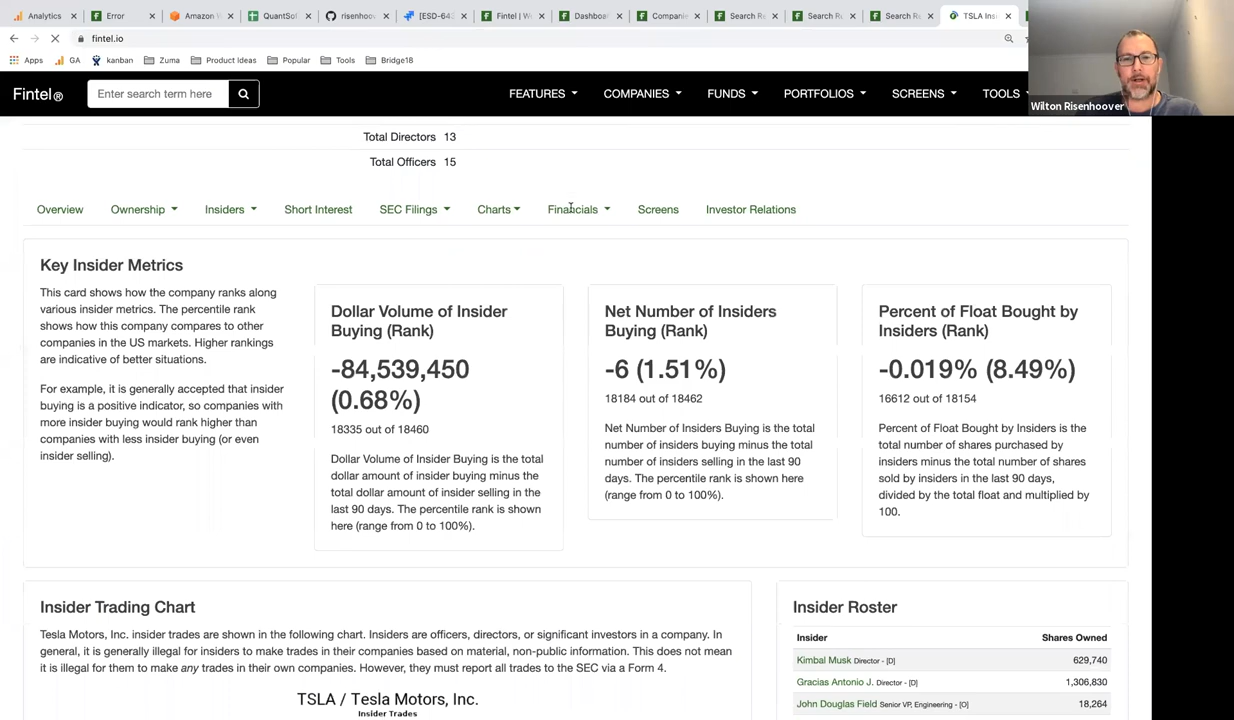 Analytics
Error
Amazon W
QuantSof
risenhoov
[ESD-643
Fintel | W
Dashboa
Companie
Search Re
Search Re
Search Re
TSLA Ins
fintel.io
Apps
GA
kanban
Zuma
Product Ideas
Popular
Tools
Bridge18
Wilton Risenhoover
Fintel®
Enter search term here
FEATURES
COMPANIES
FUNDS
PORTFOLIOS
SCREENS
TOOLS
Total Directors 13
Total Officers 15
Overview
Ownership
Insiders
Short Interest
SEC Filings
Charts
Financials
Screens
Investor Relations
Key Insider Metrics
This card shows how the company ranks along
various insider metrics. The percentile rank
shows how this company compares to other
companies in the US markets. Higher rankings
are indicative of better situations.
For example, it is generally accepted that insider
buying is a positive indicator, so companies with
more insider buying would rank higher than
companies with less insider buying (or even
insider selling).
Dollar Volume of Insider
Buying (Rank)
-84,539,450
(0.68%)
18335 out of 18460
Dollar Volume of Insider Buying is the total
dollar amount of insider buying minus the
total dollar amount of insider selling in the
last 90 days. The percentile rank is shown
here (range from 0 to 100%).
Net Number of Insiders
Buying (Rank)
-6 (1.51%)
18184 out of 18462
Net Number of Insiders Buying is the total
number of insiders buying minus the total
number of insiders selling in the last 90
days. The percentile rank is shown here
(range from 0 to 100%).
Percent of Float Bought by
Insiders (Rank)
-0.019% (8.49%)
16612 out of 18154
Percent of Float Bought by Insiders is the
total number of shares purchased by
insiders minus the total number of shares
sold by insiders in the last 90 days,
divided by the total float and multiplied by
100.
Insider Trading Chart
Tesla Motors, Inc. insider trades are shown in the following chart. Insiders are officers, directors, or significant investors in a company. In
general, it is generally illegal for insiders to make trades in their companies based on material, non-public information. This does not mean
it is illegal for them to make any trades in their own companies. However, they must report all trades to the SEC via a Form 4.
TSLA / Tesla Motors, Inc.
Insider Trades
Insider Roster
Insider Shares Owned
Kimbal Musk Director - [D] 629,740
Gracias Antonio J. Director - [D] 1,306,830
John Douglas Field Senior VP, Engineering - [O] 18,264